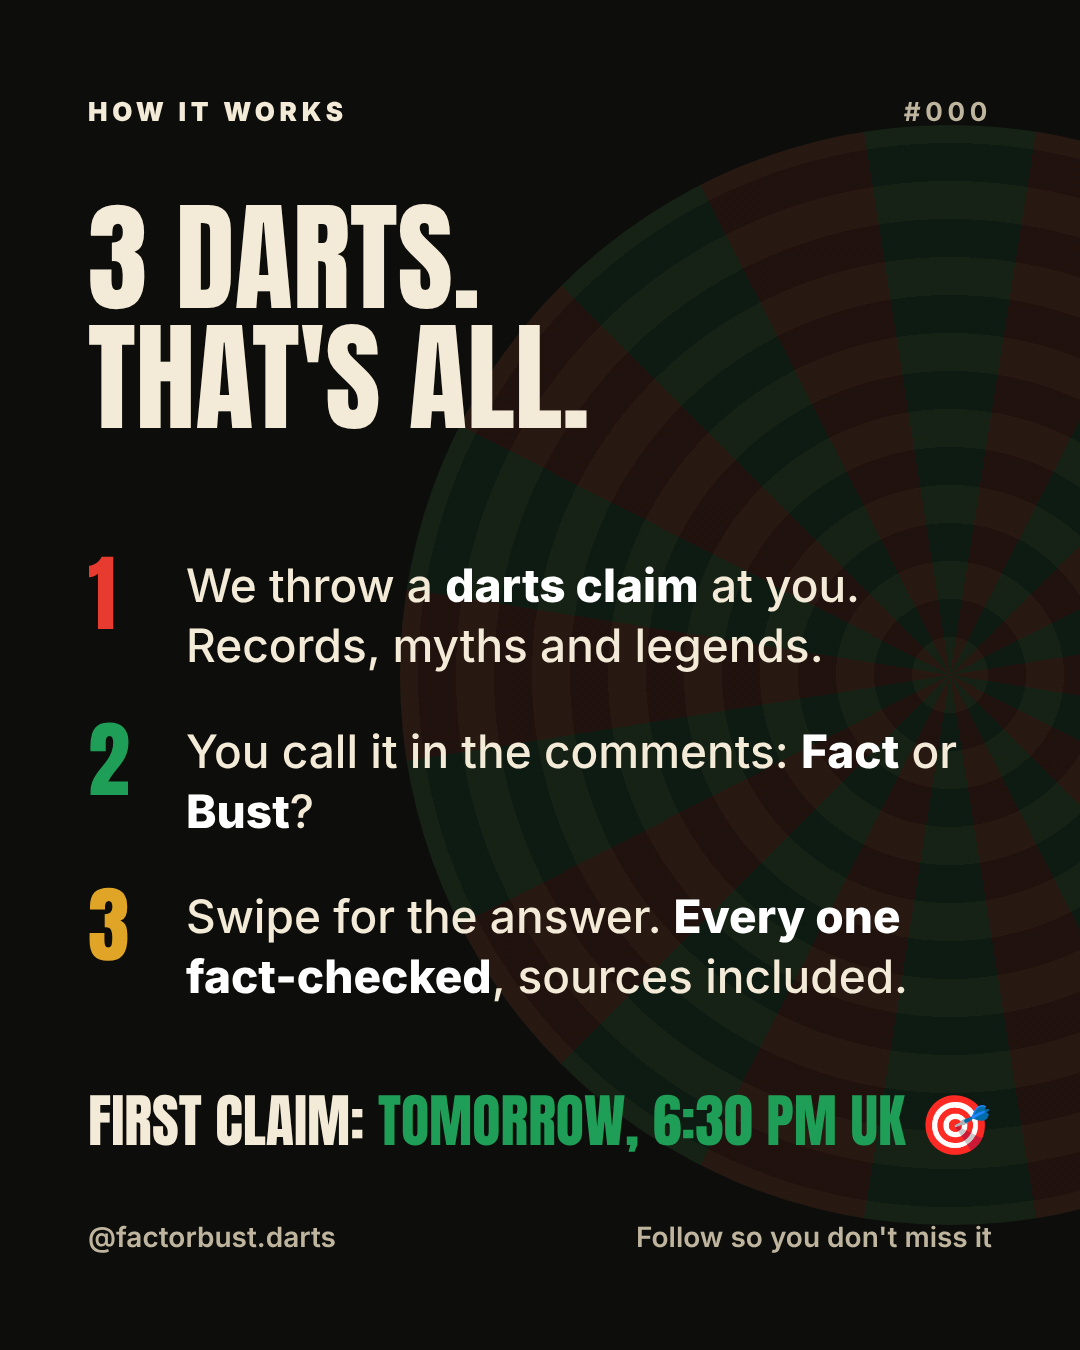 HOW IT WORKS
#000
3 DARTS.
THAT'S ALL.
1
We throw a darts claim at you.
Records, myths and legends.
2
You call it in the comments: Fact or
Bust?
3
Swipe for the answer. Every one
fact-checked, sources included.
FIRST CLAIM: TOMORROW, 6:30 PM UK 🎯
@factorbust.darts
Follow so you don't miss it